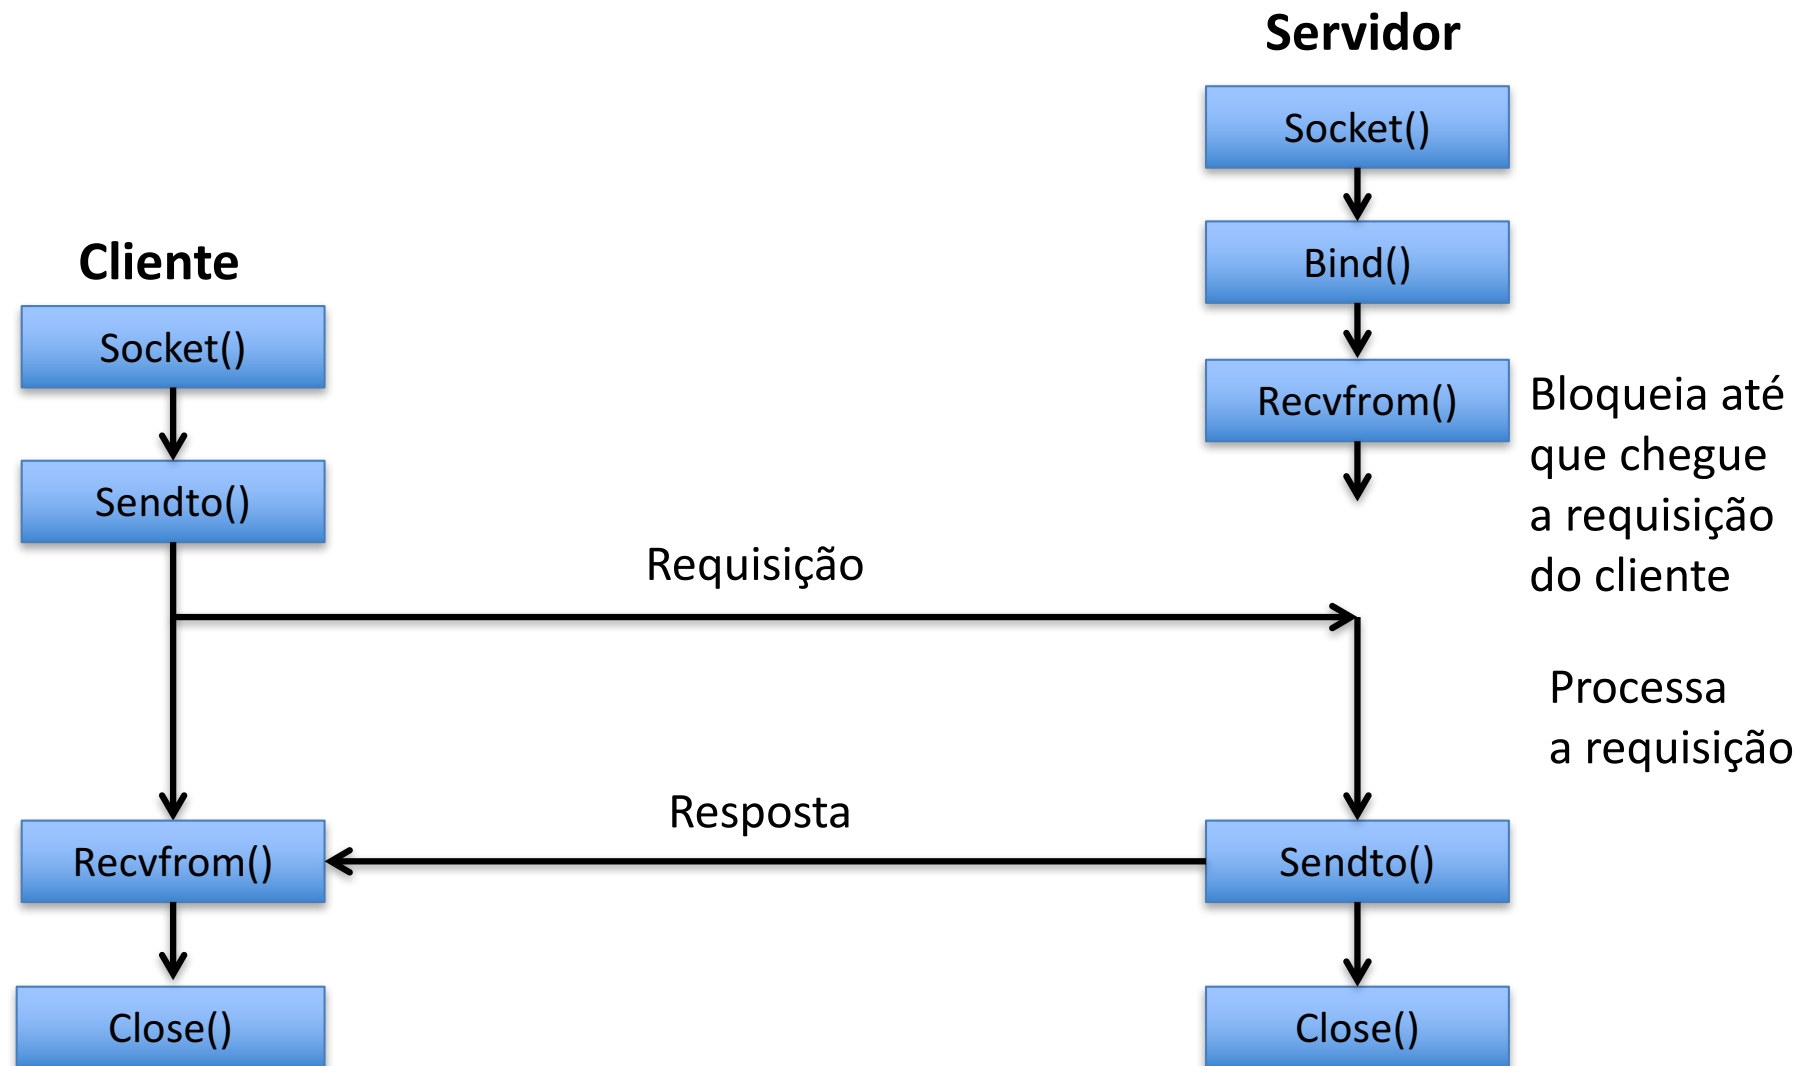 Servidor
Socket()
Bind()
Cliente
Socket()
Recvfrom()
Bloqueia até
que chegue
a requisição
do cliente
Sendto()
Requisição
Processa
a requisição
Resposta
Recvfrom()
Sendto()
Close()
Close()